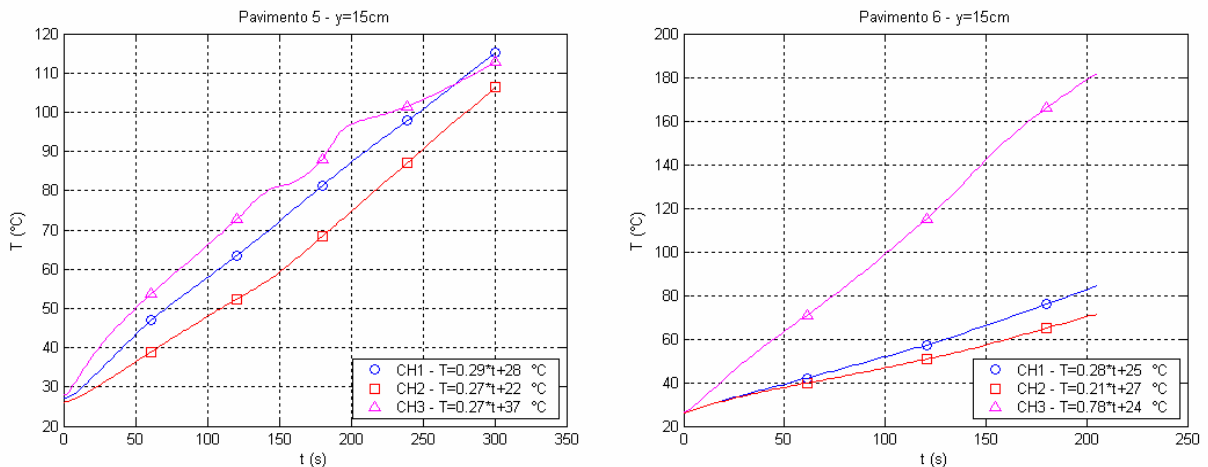 Pavimento 5 - y=15cm
120
110
100
90
80
70
60
50
40
30
20
T (°C)
CH1 - T=0.29*t+28 °C
CH2 - T=0.27*t+22 °C
CH3 - T=0.27*t+37 °C
0 50 100 150 200 250 300 350
t (s)
Pavimento 6 - y=15cm
200
180
160
140
120
100
80
60
40
20
T (°C)
CH1 - T=0.28*t+25 °C
CH2 - T=0.21*t+27 °C
CH3 - T=0.78*t+24 °C
0 50 100 150 200 250
t (s)